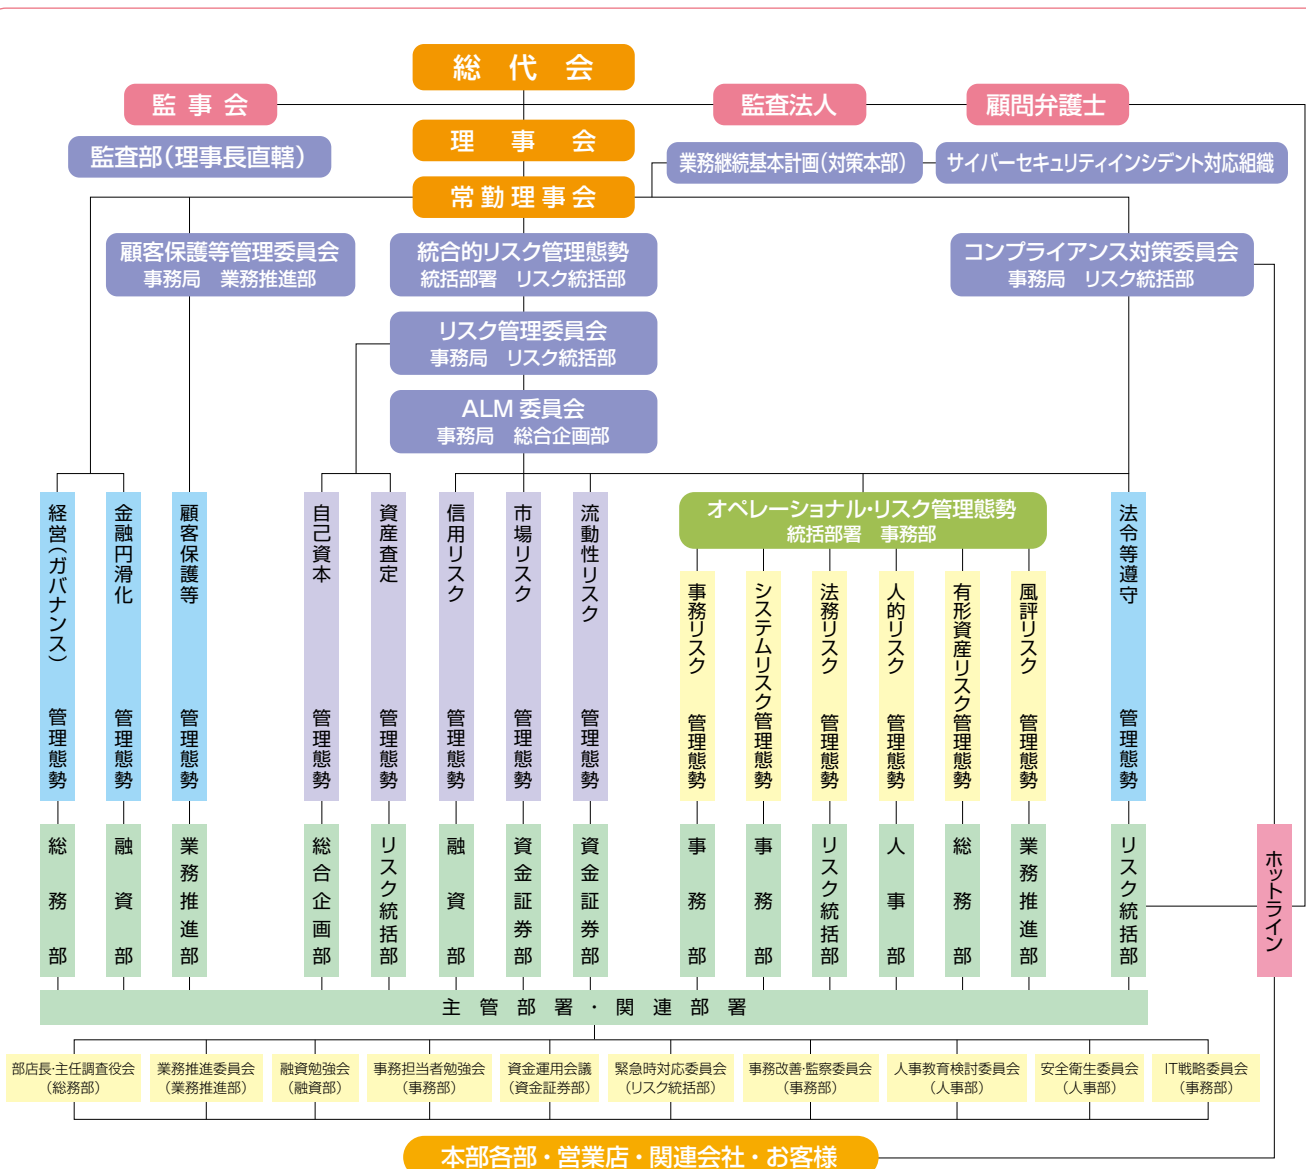 総代会
監事会
監査法人
顧問弁護士
理事会
監査部(理事長直轄)
業務継続基本計画(対策本部)
サイバーセキュリティインシデント対応組織
常勤理事会
顧客保護等管理委員会
事務局 業務推進部
統合的リスク管理態勢
統括部署 リスク統括部
コンプライアンス対策委員会
事務局 リスク統括部
リスク管理委員会
事務局 リスク統括部
ALM 委員会
事務局 総合企画部
経営(ガバナンス) 管理態勢
金融円滑化 管理態勢
顧客保護等 管理態勢
自己資本 管理態勢
資産査定 管理態勢
信用リスク 管理態勢
市場リスク 管理態勢
流動性リスク 管理態勢
オペレーショナル・リスク管理態勢
統括部署 事務部
事務リスク 管理態勢
システムリスク管理態勢
法務リスク 管理態勢
人的リスク 管理態勢
有形資産リスク管理態勢
風評リスク 管理態勢
法令等遵守 管理態勢
総務部
融資部
業務推進部
総合企画部
リスク統括部
融資部
資金証券部
資金証券部
事務部
事務部
リスク統括部
人事部
総務部
業務推進部
リスク統括部
ホットライン
主管部署・関連部署
部店長・主任調査役会
(総務部)
業務推進委員会
(業務推進部)
融資勉強会
(融資部)
事務担当者勉強会
(事務部)
資金運用会議
(資金証券部)
緊急時対応委員会
(リスク統括部)
事務改善・監察委員会
(事務部)
人事教育検討委員会
(人事部)
安全衛生委員会
(人事部)
IT戦略委員会
(事務部)
本部各部・営業店・関連会社・お客様